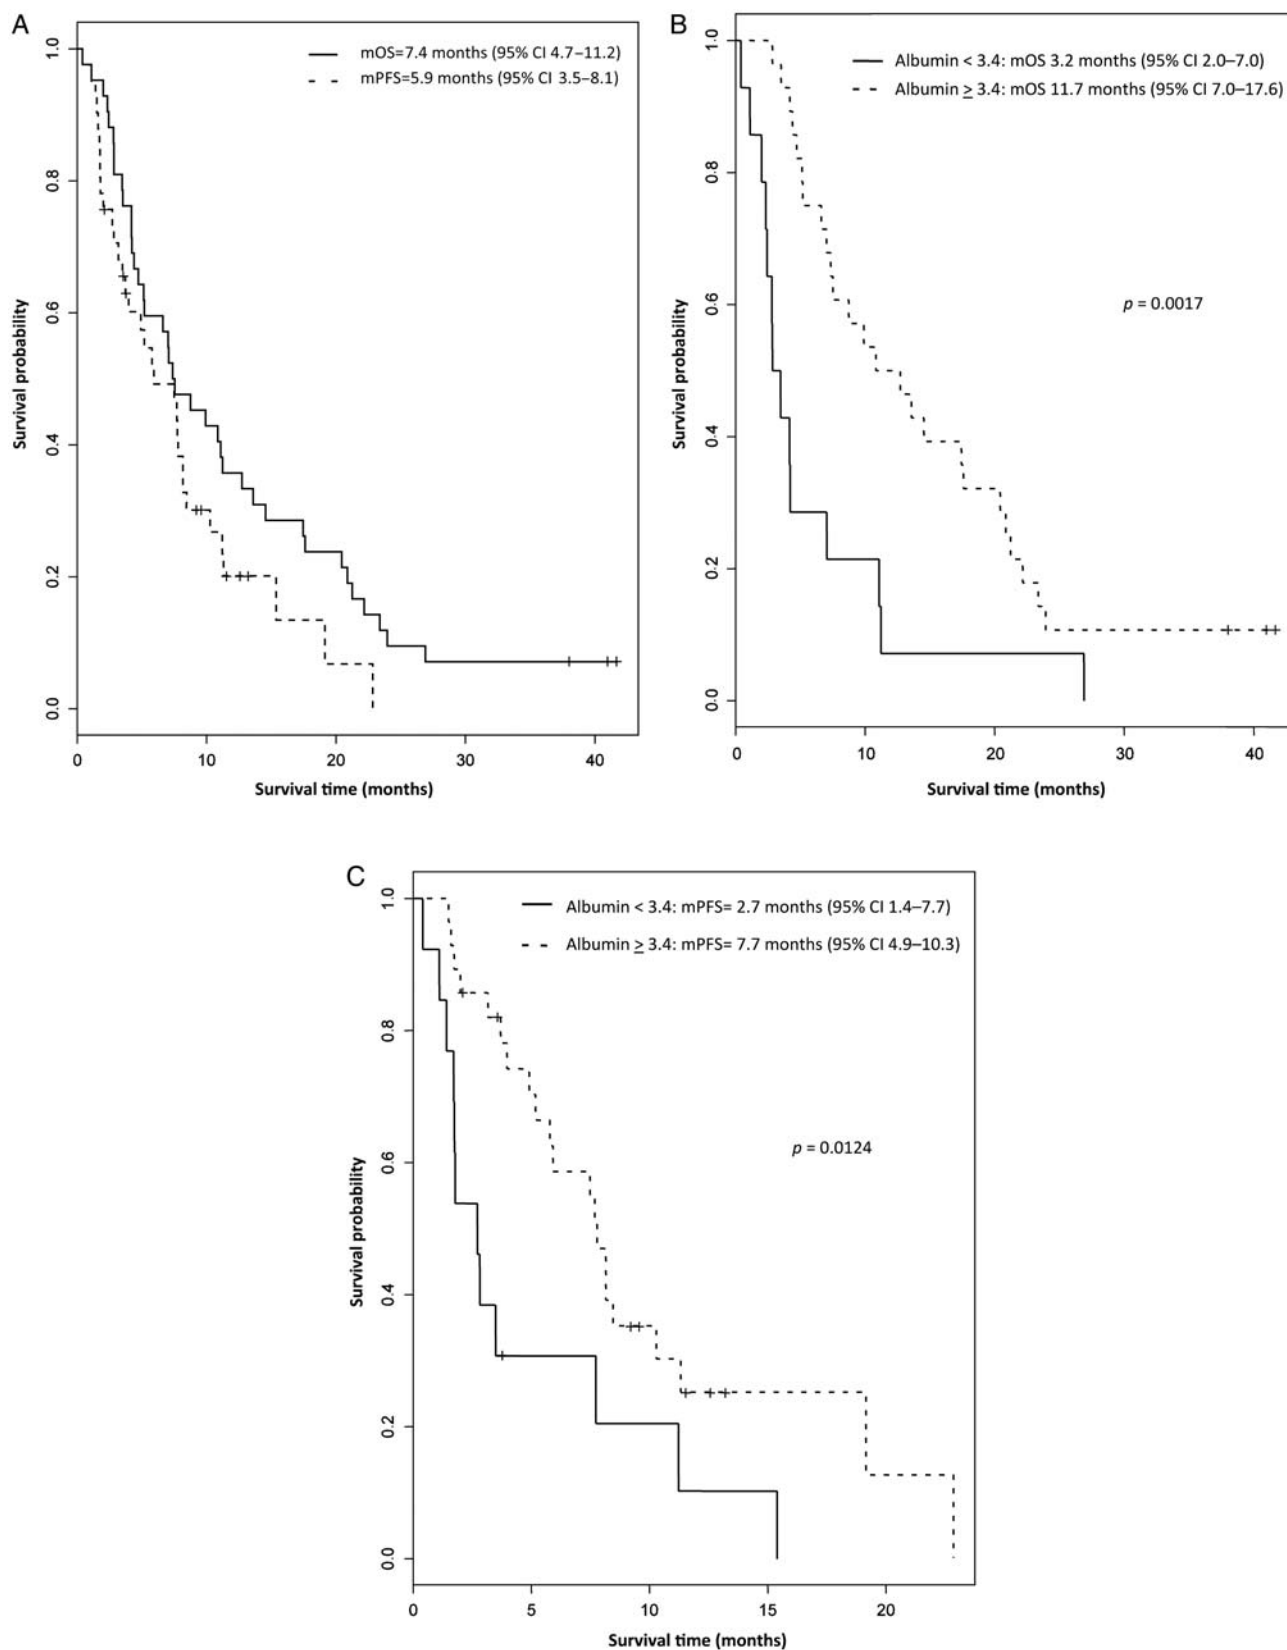 A
mOS=7.4 months (95% CI 4.7–11.2)
mPFS=5.9 months (95% CI 3.5–8.1)
1.0
0.8
0.6
0.4
0.2
0.0
Survival probability
0 10 20 30 40
Survival time (months)
B
Albumin < 3.4: mOS 3.2 months (95% CI 2.0–7.0)
Albumin ≥ 3.4: mOS 11.7 months (95% CI 7.0–17.6)
p = 0.0017
1.0
0.8
0.6
0.4
0.2
0.0
Survival probability
0 10 20 30 40
Survival time (months)
C
Albumin < 3.4: mPFS= 2.7 months (95% CI 1.4–7.7)
Albumin ≥ 3.4: mPFS= 7.7 months (95% CI 4.9–10.3)
p = 0.0124
1.0
0.8
0.6
0.4
0.2
0.0
Survival probability
0 5 10 15 20
Survival time (months)